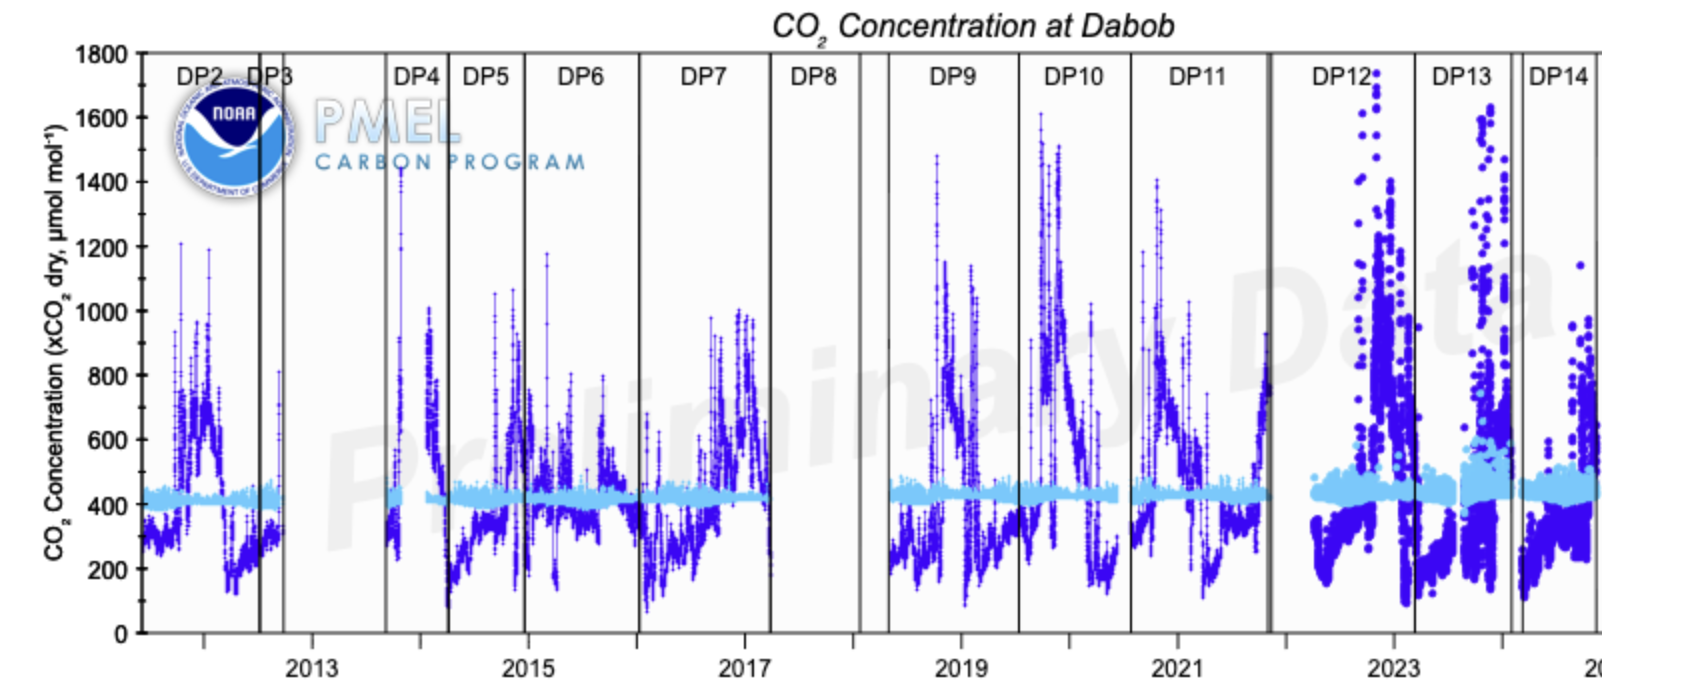 CO₂ Concentration at Dabob
CO₂ Concentration (xCO₂ dry, µmol mol⁻¹)
1800
1600
1400
1200
1000
800
600
400
200
0
DP2 DP3 DP4 DP5 DP6 DP7 DP8 DP9 DP10 DP11 DP12 DP13 DP14
NOAA
PMEL
CARBON PROGRAM
Preliminary Data
2013 2015 2017 2019 2021 2023 20